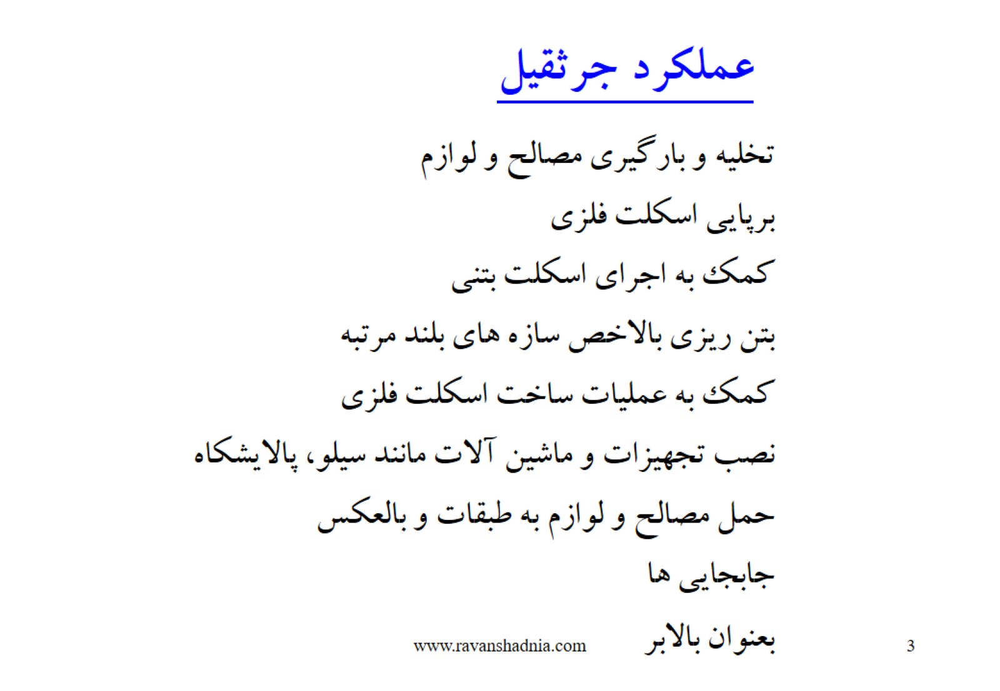 عملکرد جرثقیل
تخلیه و بارگیری مصالح و لوازم
برپایی اسکلت فلزی
کمک به اجرای اسکلت بتنی
بتن ریزی بالاخص سازه های بلند مرتبه
کمک به عملیات ساخت اسکلت فلزی
نصب تجهیزات و ماشین آلات مانند سیلو، پالایشگاه
حمل مصالح و لوازم به طبقات و بالعکس
جابجایی ها
بعنوان بالابر
www.ravanshadnia.com
3